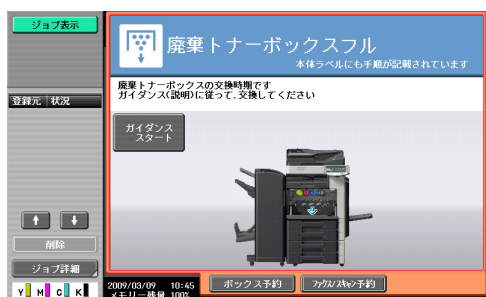 ジョブ表示
廃棄トナーボックスフル
本体ラベルにも手順が記載されています
廃棄トナーボックスの交換時期です
ガイダンス(説明)に従って、交換してください
登録元 状況
ガイダンス
スタート
↑ ↓
削除
ジョブ詳細
Y M C K
2009/03/09 10:45
メモリー残量 100%
ボックス予約
ファクス/スキャン予約